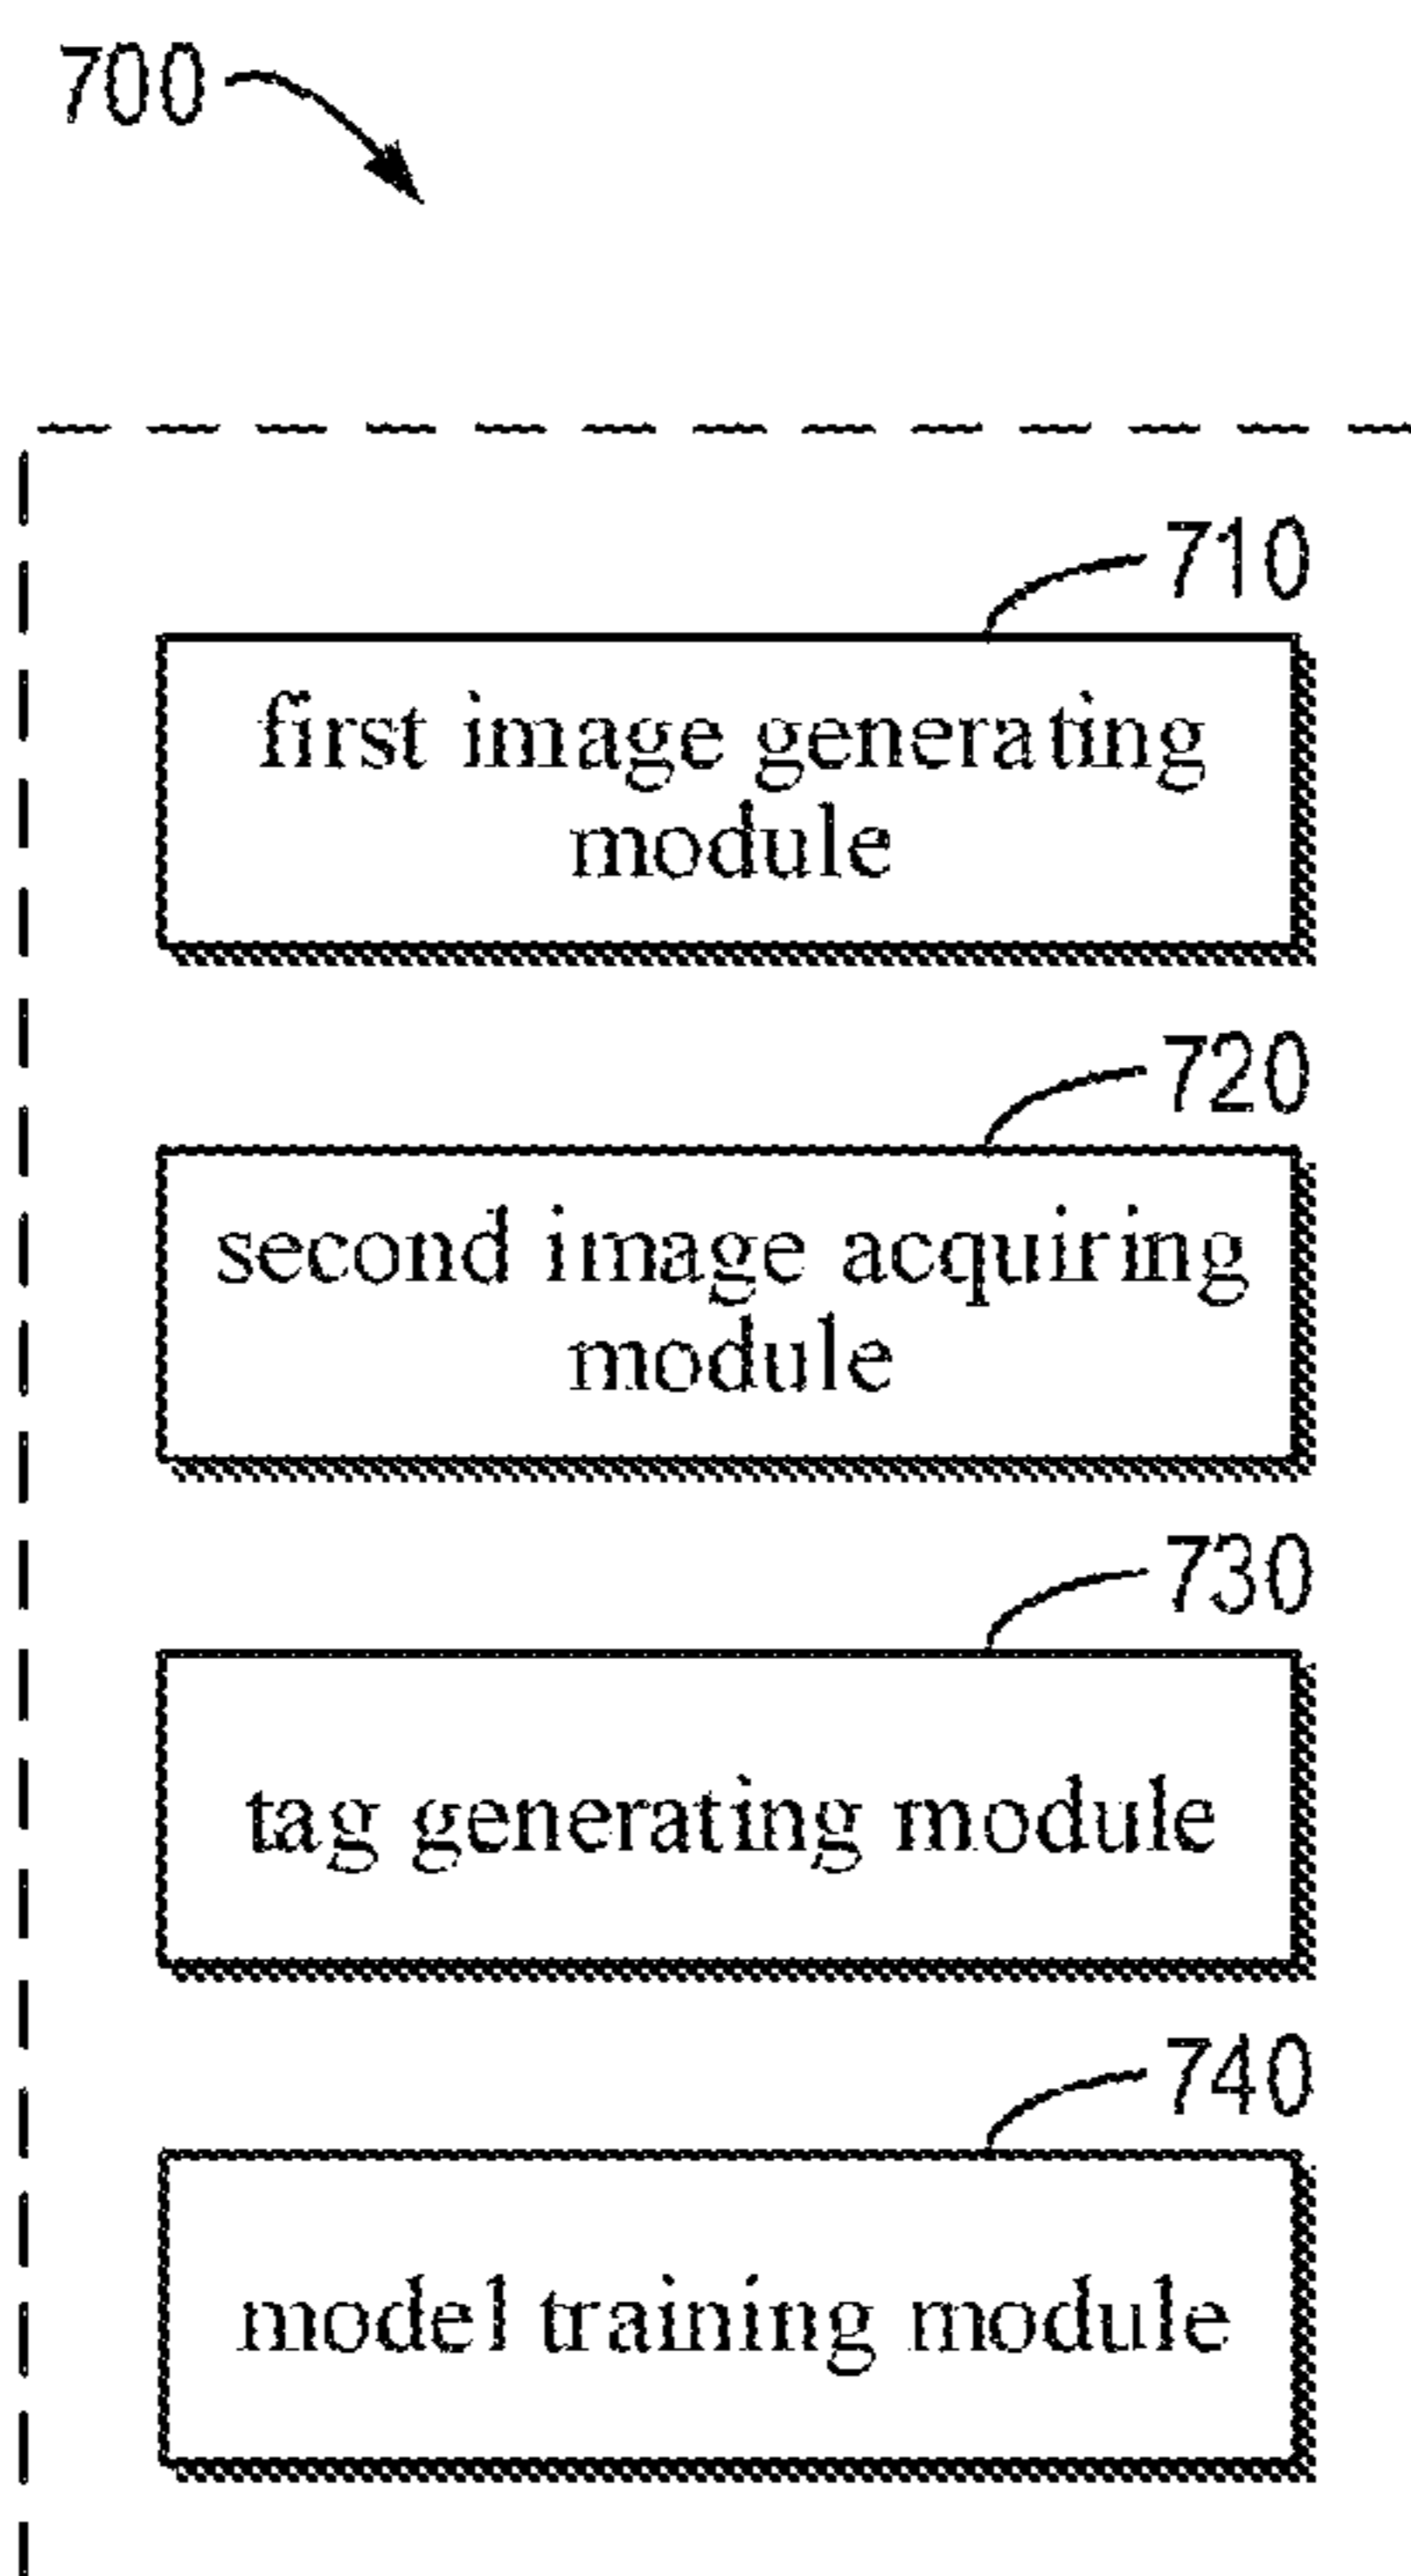 700
710
first image generating
module
720
second image acquiring
module
730
tag generating module
740
model training module